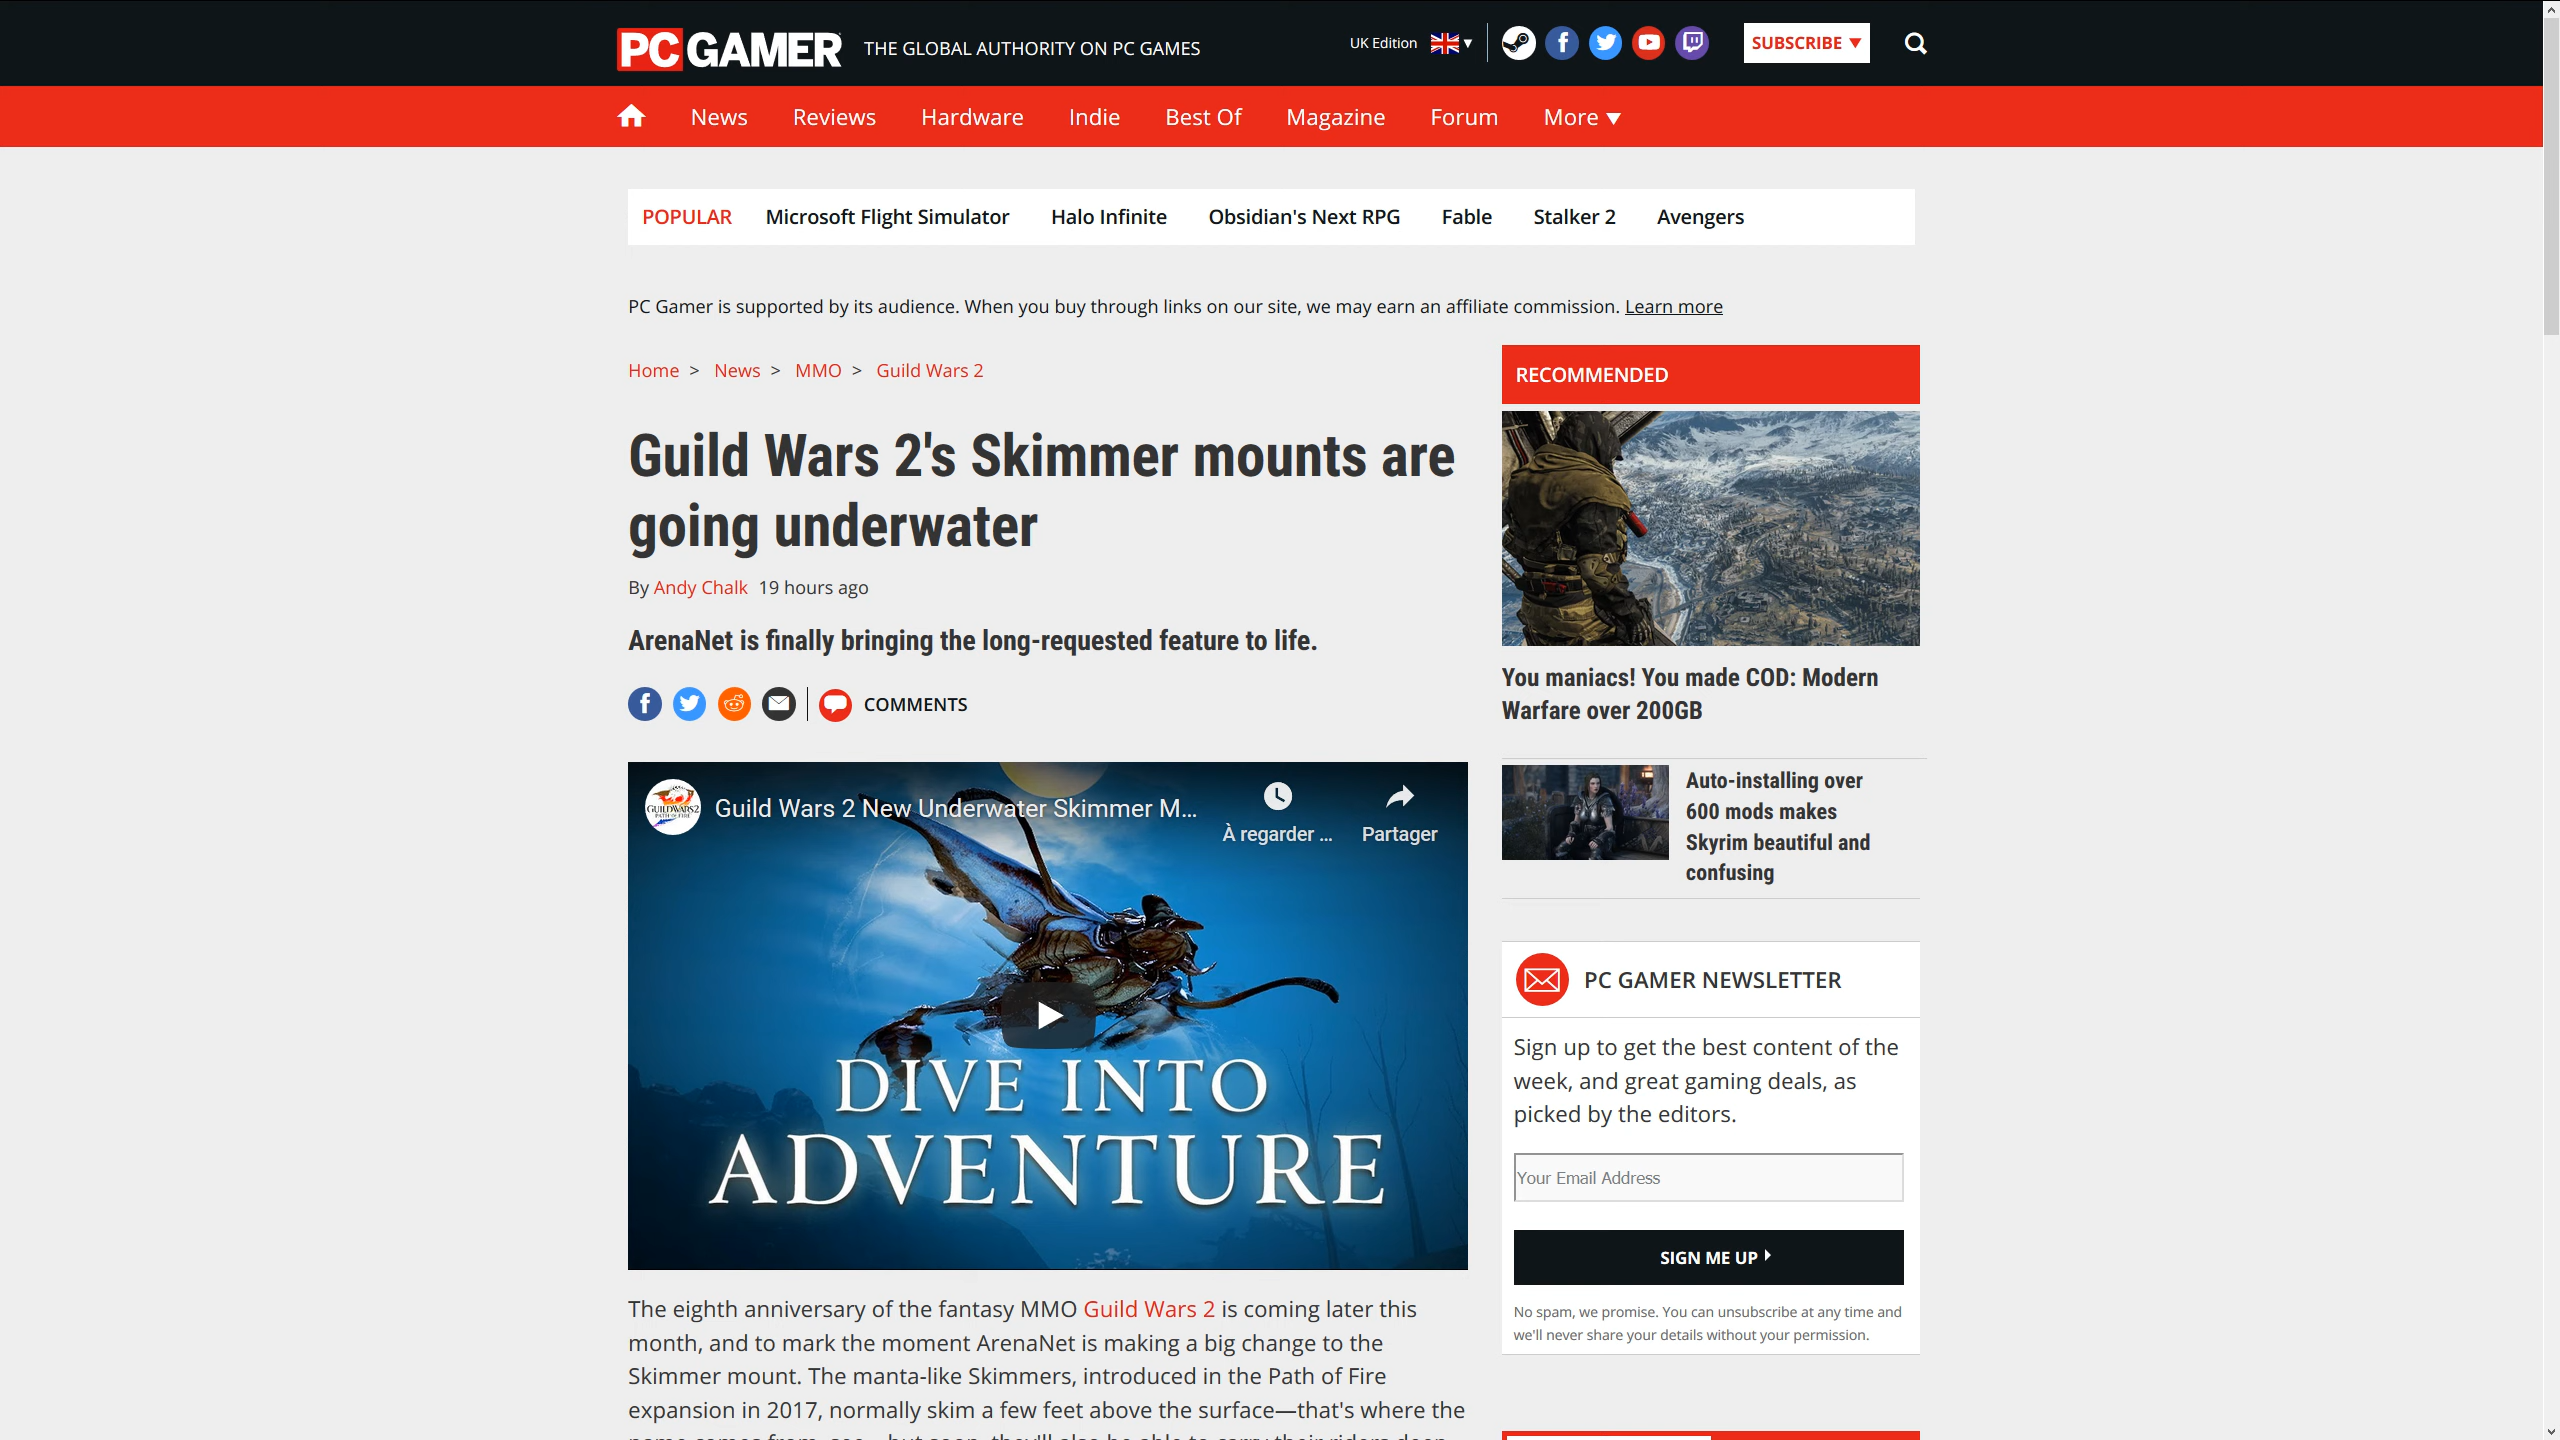 PC GAMER THE GLOBAL AUTHORITY ON PC GAMES
UK Edition
SUBSCRIBE
News Reviews Hardware Indie Best Of Magazine Forum More
POPULAR Microsoft Flight Simulator Halo Infinite Obsidian's Next RPG Fable Stalker 2 Avengers
PC Gamer is supported by its audience. When you buy through links on our site, we may earn an affiliate commission. Learn more
Home > News > MMO > Guild Wars 2
Guild Wars 2's Skimmer mounts are
going underwater
By Andy Chalk 19 hours ago
ArenaNet is finally bringing the long-requested feature to life.
COMMENTS
GUILD WARS 2
PATH OF FIRE
Guild Wars 2 New Underwater Skimmer M...
À regarder ...
Partager
DIVE INTO
ADVENTURE
The eighth anniversary of the fantasy MMO Guild Wars 2 is coming later this
month, and to mark the moment ArenaNet is making a big change to the
Skimmer mount. The manta-like Skimmers, introduced in the Path of Fire
expansion in 2017, normally skim a few feet above the surface—that's where the
RECOMMENDED
You maniacs! You made COD: Modern
Warfare over 200GB
Auto-installing over
600 mods makes
Skyrim beautiful and
confusing
PC GAMER NEWSLETTER
Sign up to get the best content of the
week, and great gaming deals, as
picked by the editors.
Your Email Address
SIGN ME UP
No spam, we promise. You can unsubscribe at any time and
we'll never share your details without your permission.